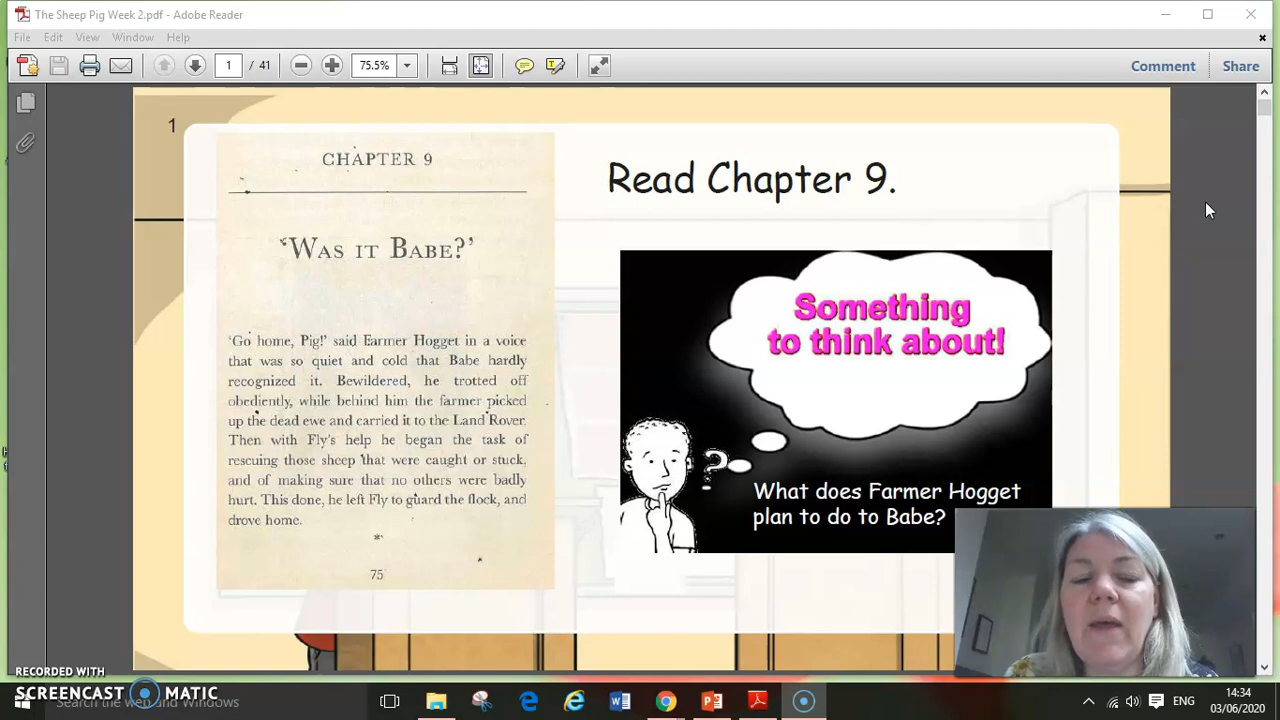 The Sheep Pig Week 2.pdf - Adobe Reader
File Edit View Window Help
1 / 41 75.5% Comment Share
1
CHAPTER 9
'WAS IT BABE?'
'Go home, Pig!' said Farmer Hogget in a voice
that was so quiet and cold that Babe hardly
recognized it. Bewildered, he trotted off
obediently, while behind him the farmer picked
up the dead ewe and carried it to the Land Rover.
Then with Fly's help he began the task of
rescuing those sheep that were caught or stuck,
and of making sure that no others were badly
hurt. This done, he left Fly to guard the flock, and
drove home.
*
75
Read Chapter 9.
Something
to think about!
?
What does Farmer Hogget
plan to do to Babe?
RECORDED WITH
SCREENCAST MATIC
Search the web and Windows
ENG
14:34
03/06/2020